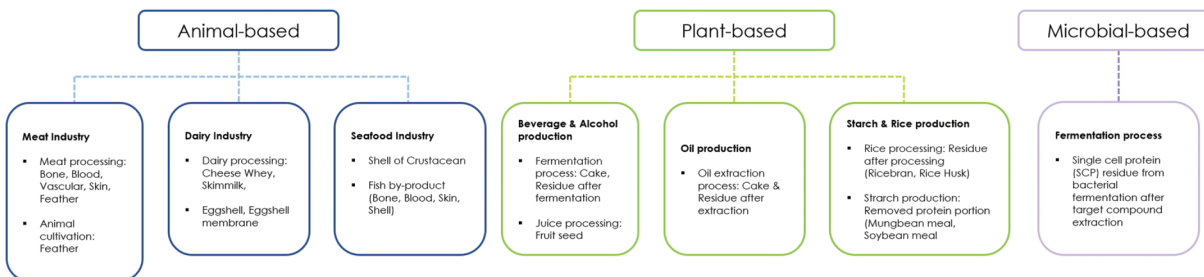 Animal-based
Plant-based
Microbial-based
Meat Industry
▪ Meat processing:
Bone, Blood,
Vascular, Skin,
Feather
▪ Animal
cultivation:
Feather
Dairy Industry
▪ Dairy processing:
Cheese Whey,
Skimmilk,
▪ Eggshell, Eggshell
membrane
Seafood Industry
▪ Shell of Crustacean
▪ Fish by-product
(Bone, Blood, Skin,
Shell)
Beverage & Alcohol
production
▪ Fermentation
process: Cake,
Residue after
fermentation
▪ Juice processing:
Fruit seed
Oil production
▪ Oil extraction
process: Cake &
Residue after
extraction
Starch & Rice production
▪ Rice processing: Residue
after processing
(Ricebran, Rice Husk)
▪ Strarch production:
Removed protein portion
(Mungbean meal,
Soybean meal
Fermentation process
▪ Single cell protein
(SCP) residue from
bacterial
fermentation after
target compound
extraction